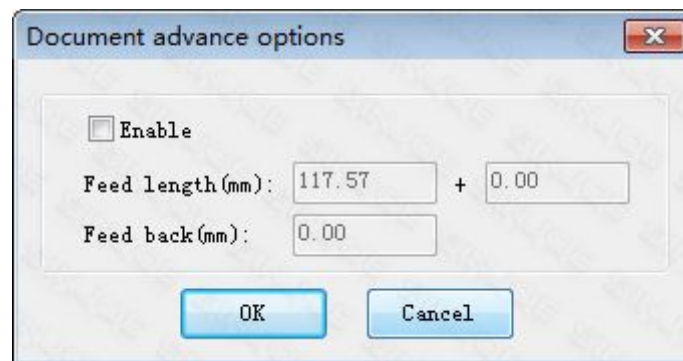 Document advance options
Enable
Feed length(mm): 117.57 + 0.00
Feed back(mm): 0.00
OK Cancel